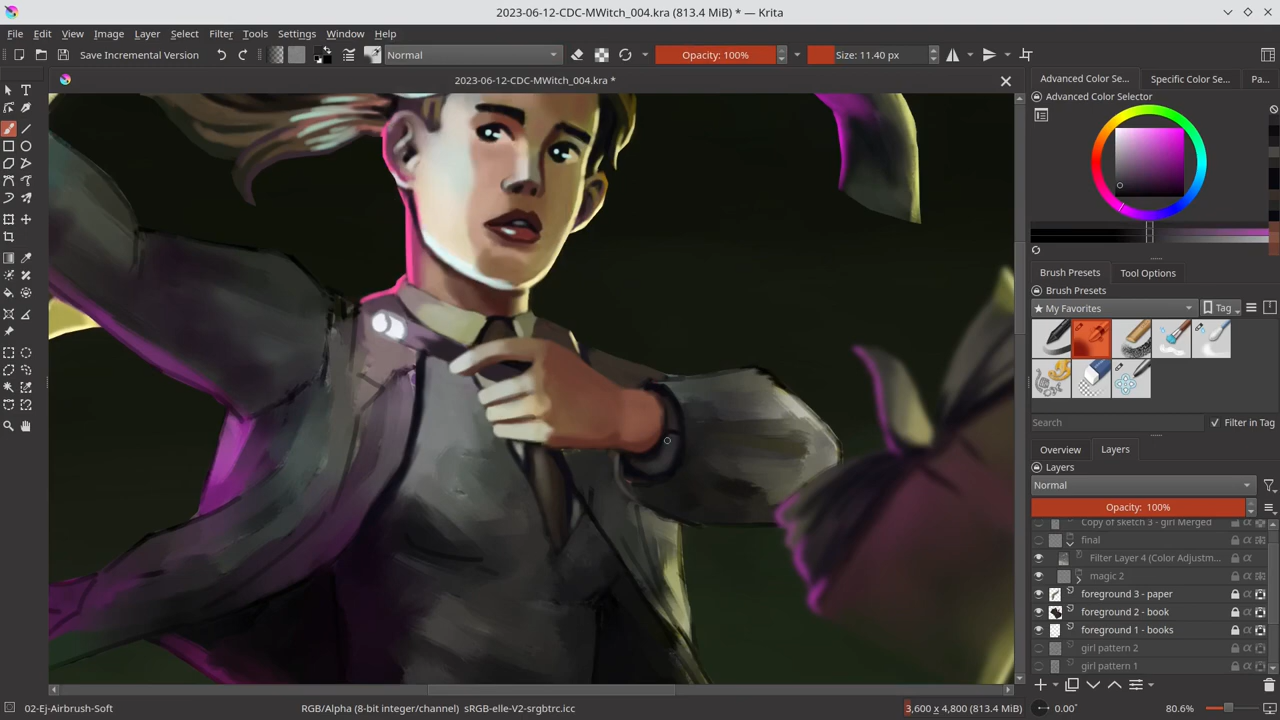 2023-06-12-CDC-MWitch_004.kra (813.4 MiB) * — Krita
File Edit View Image Layer Select Filter Tools Settings Window Help
Save Incremental Version Normal Opacity: 100% Size: 11.40 px
2023-06-12-CDC-MWitch_004.kra (813.4 MiB) *
Advanced Color Se... Specific Color Se... Pa...
Advanced Color Selector
Brush Presets Tool Options
Brush Presets
★ My Favorites Tag
Search Filter in Tag
Overview Layers
Layers
Normal
Opacity: 100%
Copy of sketch 3 - girl Merged
final
Filter Layer 4 (Color Adjustm...
magic 2
foreground 3 - paper
foreground 2 - book
foreground 1 - books
girl pattern 2
girl pattern 1
02-Ej-Airbrush-Soft RGB/Alpha (8-bit integer/channel) sRGB-elle-V2-srgbtrc.icc 3,600 x 4,800 (813.4 MiB) 0.00° 80.6%